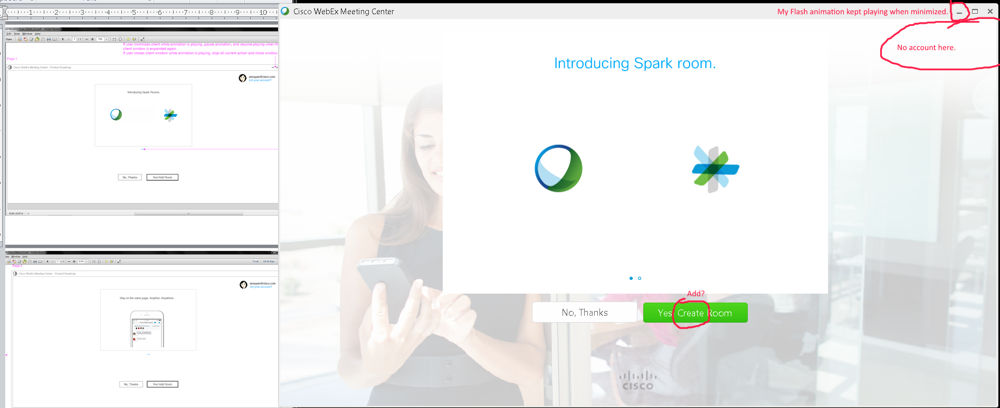 1 2 3 4 5 6 7 8 9 10
Edit View Window Help
Open
1 / 5
75%
If user minimizes client while animation is playing, pause animation, and resume playing when th
client window is expanded again.
If user closes client window while animation is playing, stop all current action and close window.
Page 1
Cisco WebEx Meeting Center - Product Roadmap
annyyan@cisco.com
not your account?
Introducing Spark Rooms
No, Thanks
Yes! Add Room
Window Help
Tools
Fill & Sign
Page 2
Cisco WebEx Meeting Center - Product Roadmap
annyyan@cisco.com
not your account?
Stay on the same page. Anytime. Anywhere.
No, Thanks
Yes! Add Room
Cisco WebEx Meeting Center
My Flash animation kept playing when minimized.
No account here.
Introducing Spark room.
Add?
No, Thanks
Yes! Create Room
CISCO